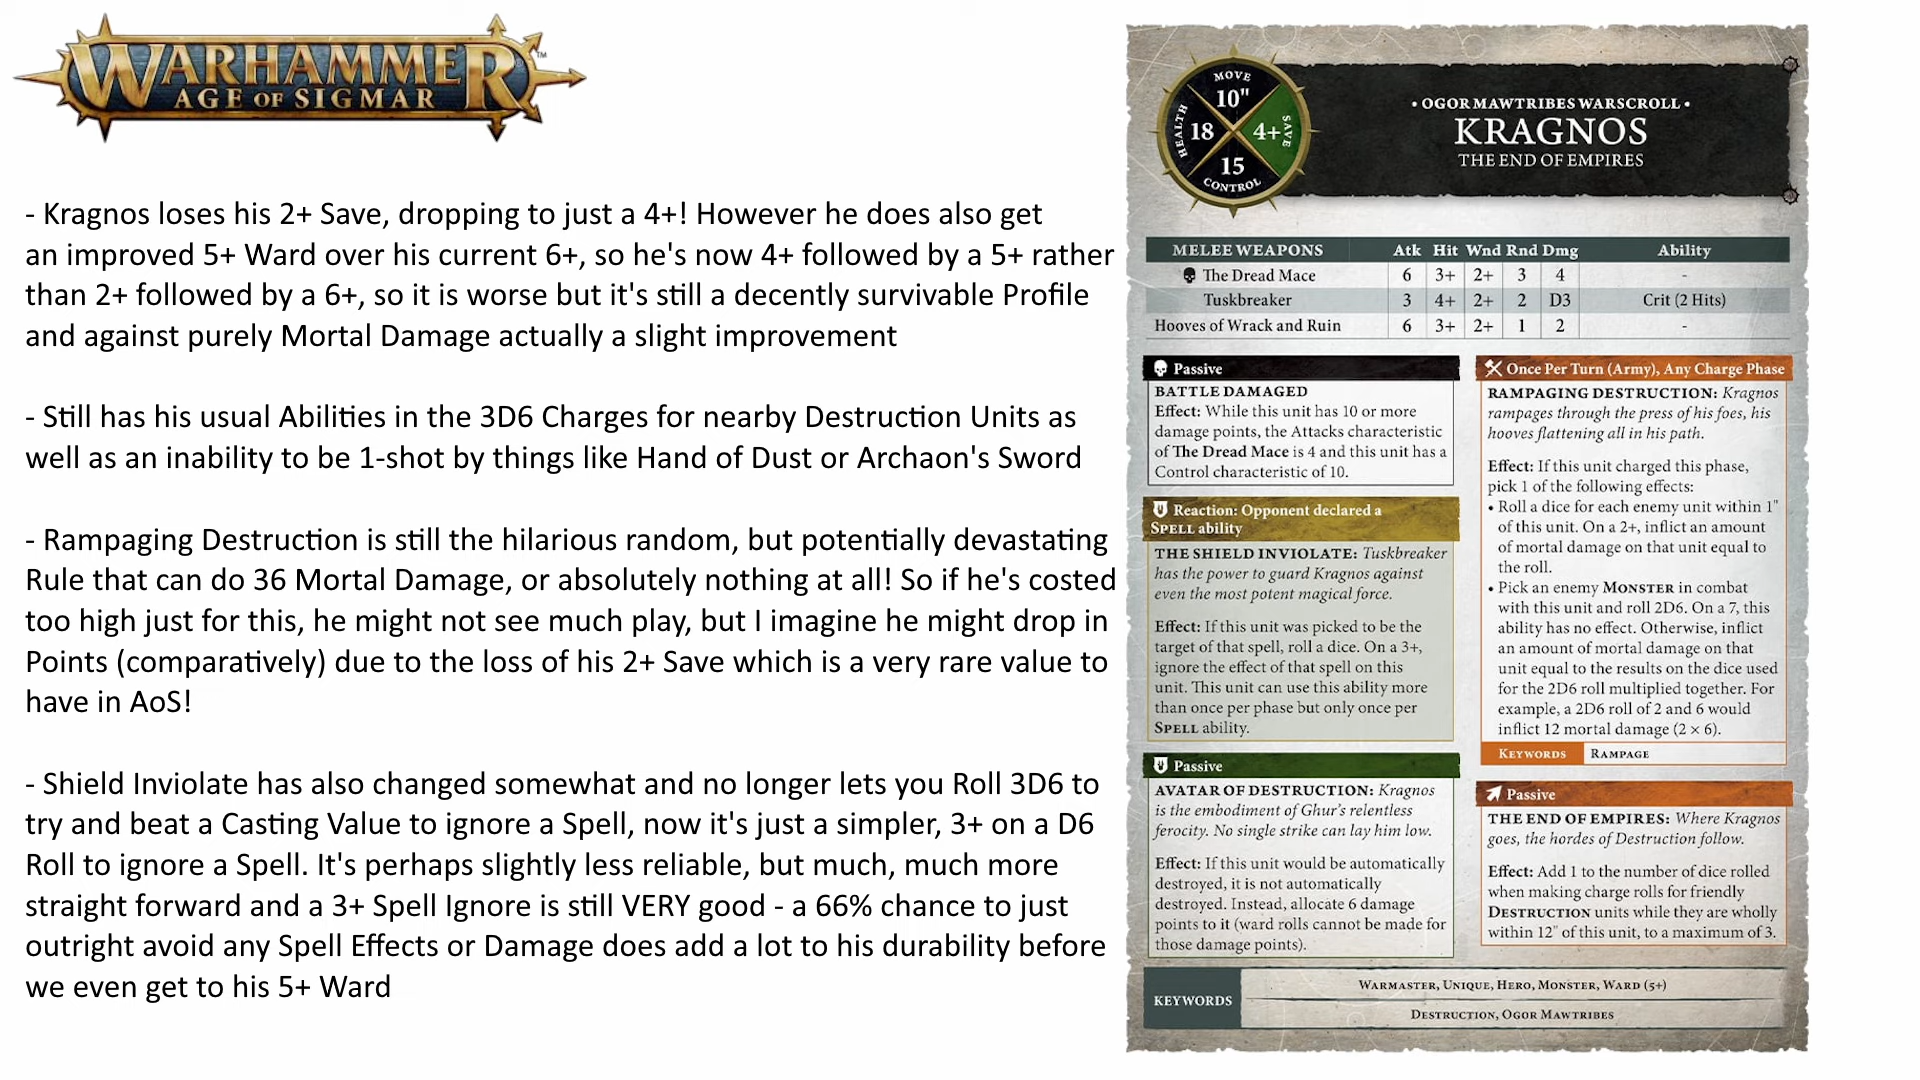 WARHAMMER
AGE OF SIGMAR
™
- Kragnos loses his 2+ Save, dropping to just a 4+! However he does also get
an improved 5+ Ward over his current 6+, so he's now 4+ followed by a 5+ rather
than 2+ followed by a 6+, so it is worse but it's still a decently survivable Profile
and against purely Mortal Damage actually a slight improvement
- Still has his usual Abilities in the 3D6 Charges for nearby Destruction Units as
well as an inability to be 1-shot by things like Hand of Dust or Archaon's Sword
- Rampaging Destruction is still the hilarious random, but potentially devastating
Rule that can do 36 Mortal Damage, or absolutely nothing at all! So if he's costed
too high just for this, he might not see much play, but I imagine he might drop in
Points (comparatively) due to the loss of his 2+ Save which is a very rare value to
have in AoS!
- Shield Inviolate has also changed somewhat and no longer lets you Roll 3D6 to
try and beat a Casting Value to ignore a Spell, now it's just a simpler, 3+ on a D6
Roll to ignore a Spell. It's perhaps slightly less reliable, but much, much more
straight forward and a 3+ Spell Ignore is still VERY good - a 66% chance to just
outright avoid any Spell Effects or Damage does add a lot to his durability before
we even get to his 5+ Ward
MOVE
10"
HEALTH
18
4+
SAVE
15
CONTROL
• OGOR MAWTRIBES WARSCROLL •
KRAGNOS
THE END OF EMPIRES
MELEE WEAPONS Atk Hit Wnd Rnd Dmg Ability
The Dread Mace 6 3+ 2+ 3 4 -
Tuskbreaker 3 4+ 2+ 2 D3 Crit (2 Hits)
Hooves of Wrack and Ruin 6 3+ 2+ 1 2 -
Passive
BATTLE DAMAGED
Effect: While this unit has 10 or more
damage points, the Attacks characteristic
of The Dread Mace is 4 and this unit has a
Control characteristic of 10.
Reaction: Opponent declared a
SPELL ability
THE SHIELD INVIOLATE: Tuskbreaker
has the power to guard Kragnos against
even the most potent magical force.
Effect: If this unit was picked to be the
target of that spell, roll a dice. On a 3+,
ignore the effect of that spell on this
unit. This unit can use this ability more
than once per phase but only once per
SPELL ability.
Passive
AVATAR OF DESTRUCTION: Kragnos
is the embodiment of Ghur's relentless
ferocity. No single strike can lay him low.
Effect: If this unit would be automatically
destroyed, it is not automatically
destroyed. Instead, allocate 6 damage
points to it (ward rolls cannot be made for
those damage points).
Once Per Turn (Army), Any Charge Phase
RAMPAGING DESTRUCTION: Kragnos
rampages through the press of his foes, his
hooves flattening all in his path.
Effect: If this unit charged this phase,
pick 1 of the following effects:
• Roll a dice for each enemy unit within 1"
of this unit. On a 2+, inflict an amount
of mortal damage on that unit equal to
the roll.
• Pick an enemy MONSTER in combat
with this unit and roll 2D6. On a 7, this
ability has no effect. Otherwise, inflict
an amount of mortal damage on that
unit equal to the results on the dice used
for the 2D6 roll multiplied together. For
example, a 2D6 roll of 2 and 6 would
inflict 12 mortal damage (2 × 6).
KEYWORDS RAMPAGE
Passive
THE END OF EMPIRES: Where Kragnos
goes, the hordes of Destruction follow.
Effect: Add 1 to the number of dice rolled
when making charge rolls for friendly
DESTRUCTION units while they are wholly
within 12" of this unit, to a maximum of 3.
KEYWORDS
WARMASTER, UNIQUE, HERO, MONSTER, WARD (5+)
DESTRUCTION, OGOR MAWTRIBES